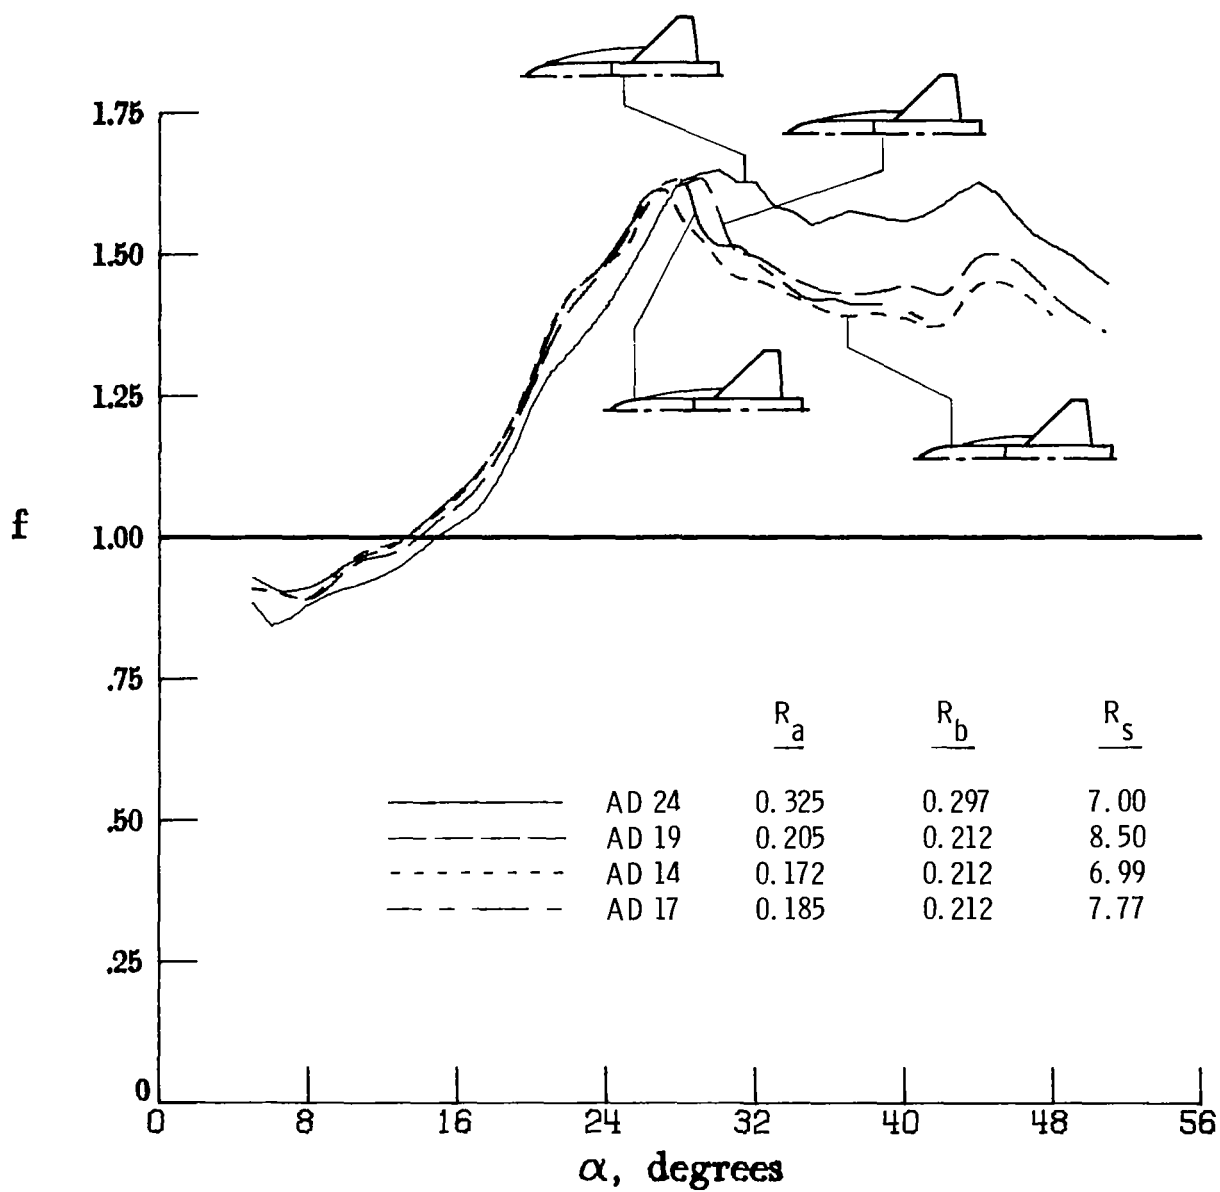 1.75
1.50
1.25
f
1.00
.75
.50
.25
0
R_a R_b R_s
AD 24 0.325 0.297 7.00
AD 19 0.205 0.212 8.50
AD 14 0.172 0.212 6.99
AD 17 0.185 0.212 7.77
0 8 16 24 32 40 48 56
α, degrees